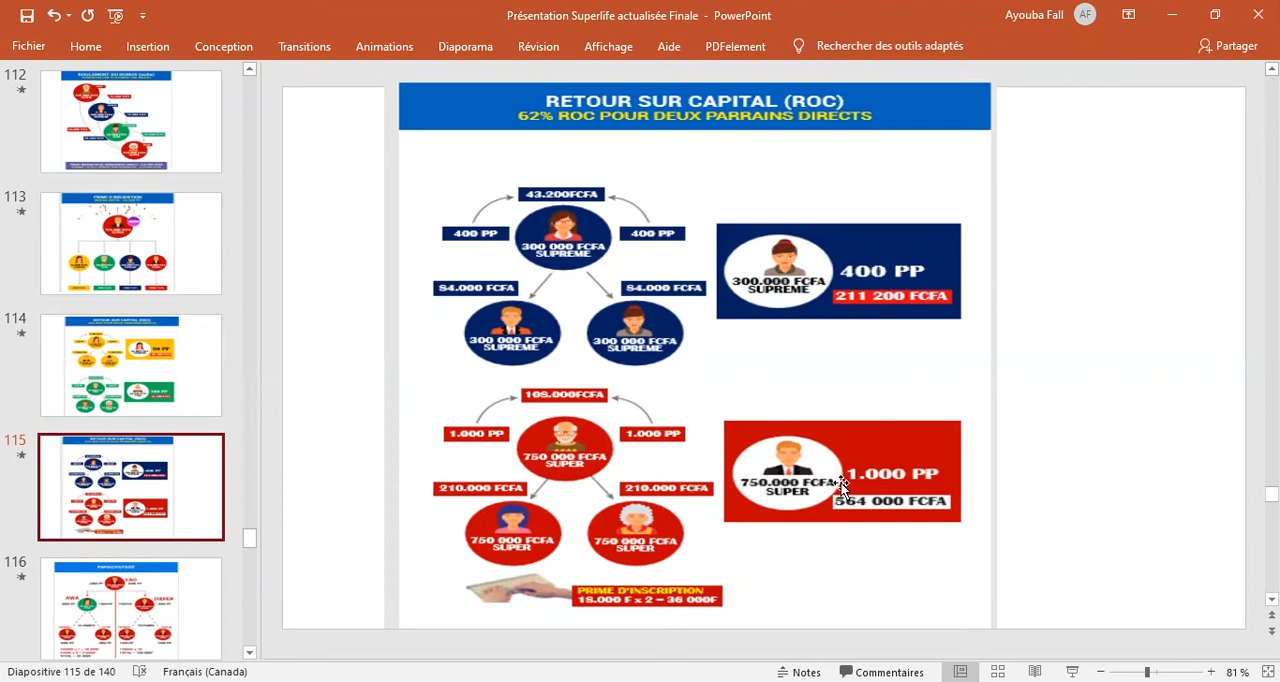 Présentation Superlife actualisée Finale - PowerPoint
Ayouba Fall
AF
Fichier
Home
Insertion
Conception
Transitions
Animations
Diaporama
Révision
Affichage
Aide
PDFelement
Rechercher des outils adaptés
Partager
112
113
114
115
116
RETOUR SUR CAPITAL (ROC)
62% ROC POUR DEUX PARRAINS DIRECTS
43.200FCFA
400 PP
400 PP
300 000 FCFA
SUPREME
84.000 FCFA
84.000 FCFA
300 000 FCFA
SUPREME
300 000 FCFA
SUPREME
300.000 FCFA
SUPREME
400 PP
211 200 FCFA
108.000FCFA
1.000 PP
1.000 PP
750 000 FCFA
SUPER
210.000 FCFA
210.000 FCFA
750 000 FCFA
SUPER
750 000 FCFA
SUPER
750.000 FCFA
SUPER
1.000 PP
564 000 FCFA
PRIME D'INSCRIPTION
18.000 F x 2 = 36 000F
Diapositive 115 de 140
Français (Canada)
Notes
Commentaires
81 %